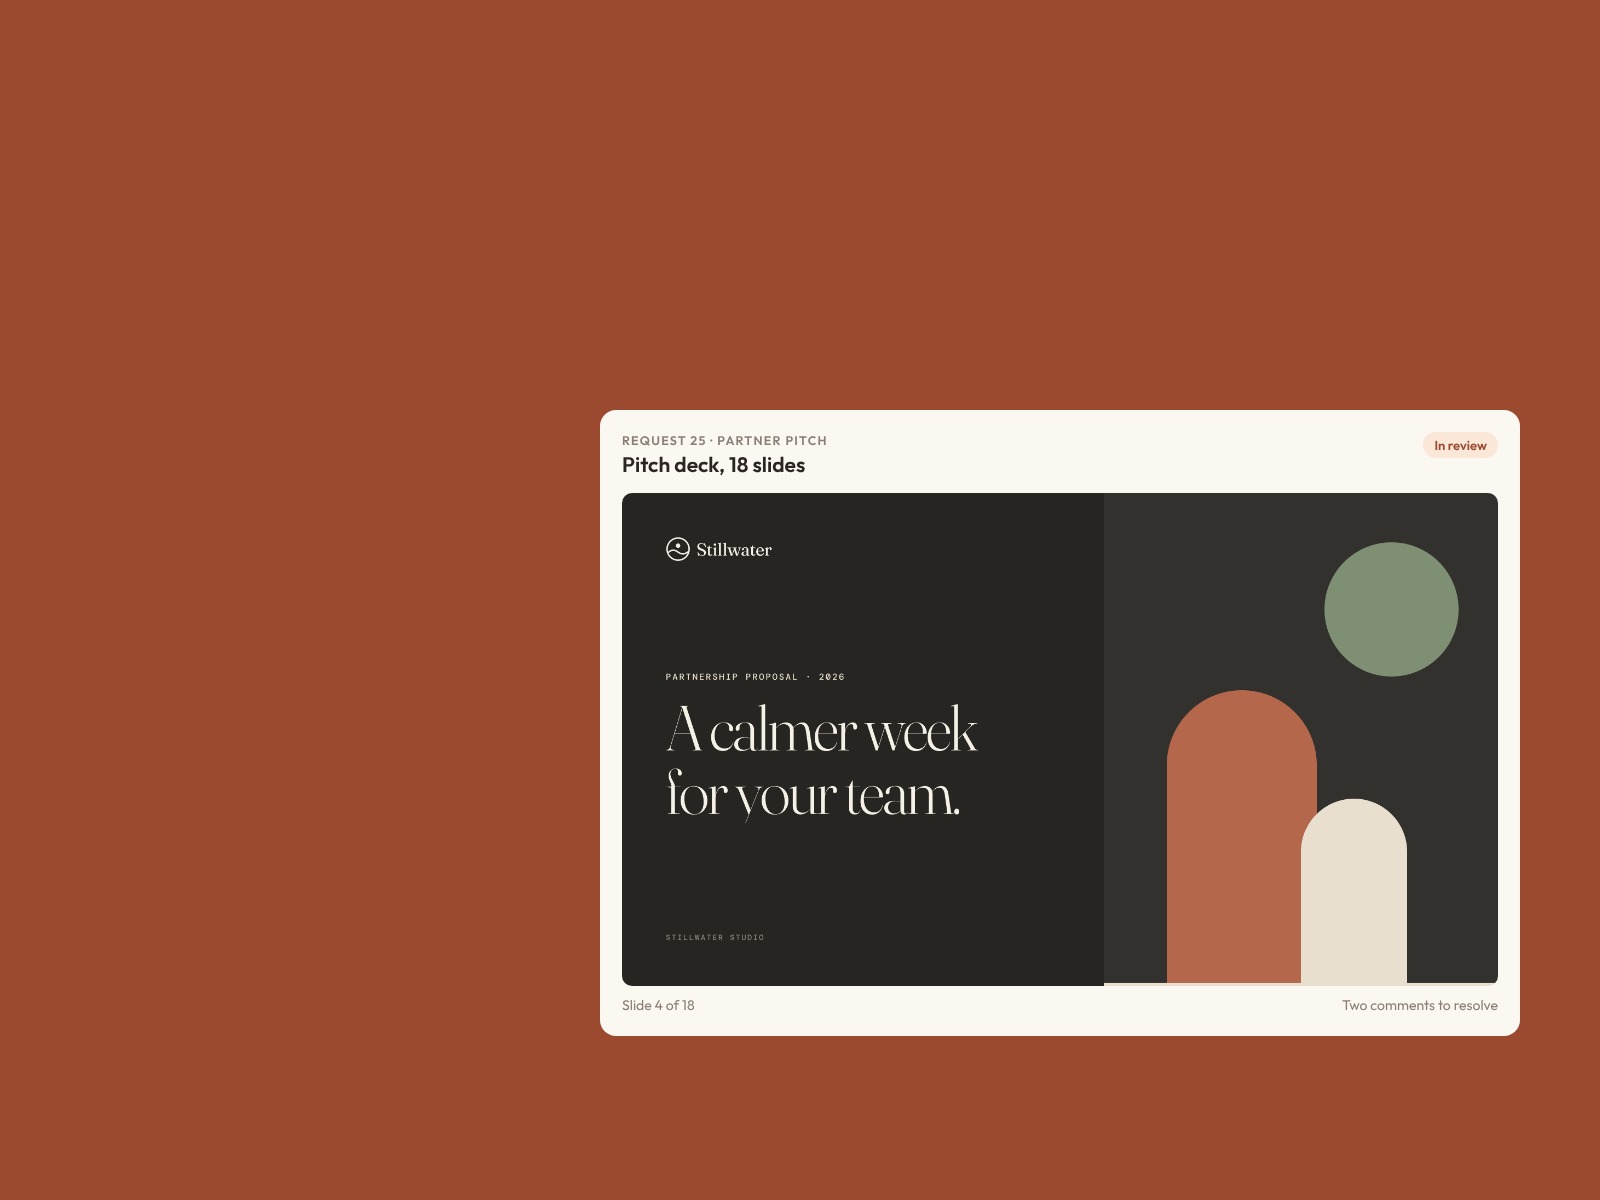 REQUEST 25 · PARTNER PITCH
Pitch deck, 18 slides
In review
Stillwater
PARTNERSHIP PROPOSAL · 2026
A calmer week
for your team.
STILLWATER STUDIO
Slide 4 of 18
Two comments to resolve